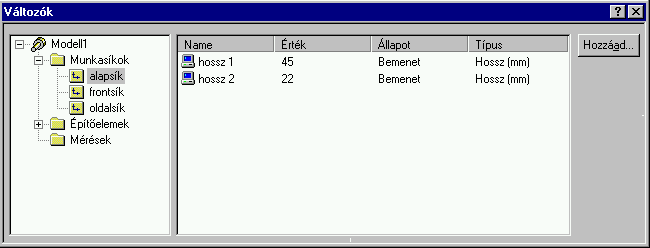 Változók
Modell1
Munkasíkok
alapsík
frontsík
oldalsík
Építőelemek
Mérések
Name Érték Állapot Típus
hossz 1 45 Bemenet Hossz (mm)
hossz 2 22 Bemenet Hossz (mm)
Hozzágd...